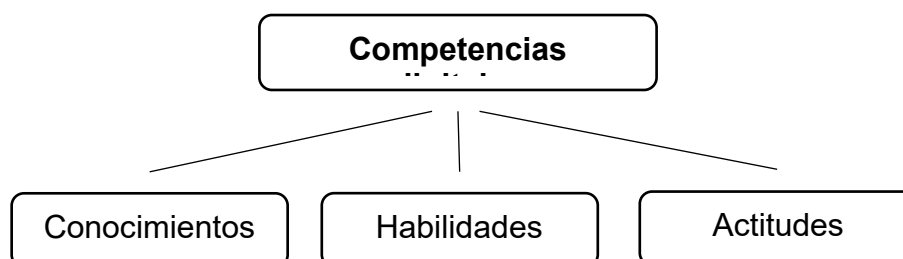 Competencias
Conocimientos
Habilidades
Actitudes